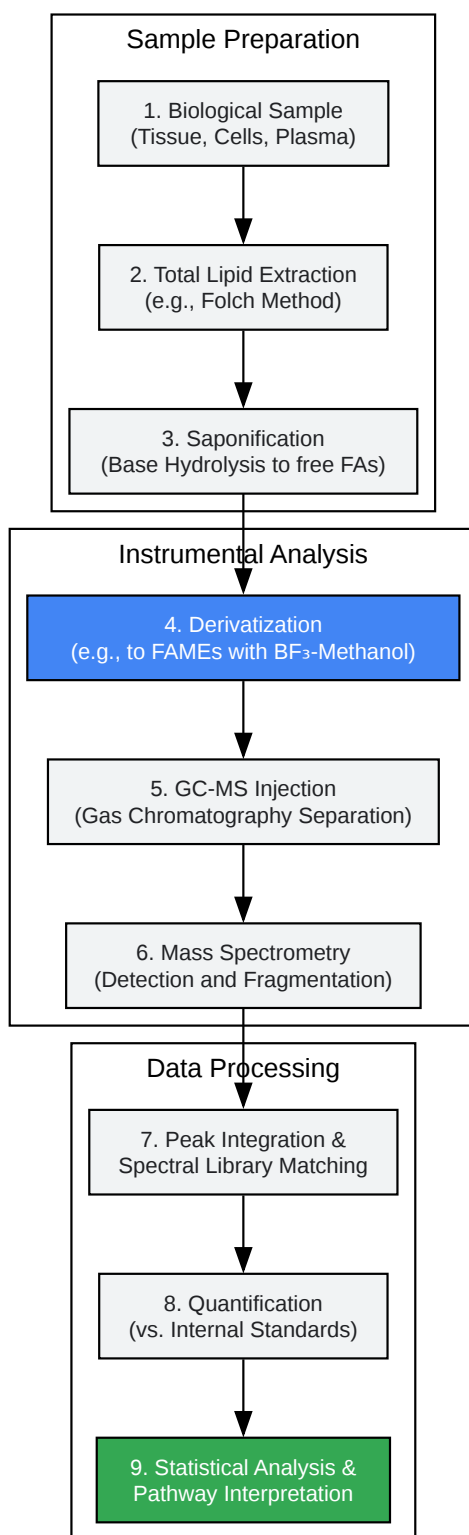 Sample Preparation
1. Biological Sample
(Tissue, Cells, Plasma)
2. Total Lipid Extraction
(e.g., Folch Method)
3. Saponification
(Base Hydrolysis to free FAs)
Instrumental Analysis
4. Derivatization
(e.g., to FAMEs with BF₃-Methanol)
5. GC-MS Injection
(Gas Chromatography Separation)
6. Mass Spectrometry
(Detection and Fragmentation)
Data Processing
7. Peak Integration &
Spectral Library Matching
8. Quantification
(vs. Internal Standards)
9. Statistical Analysis &
Pathway Interpretation